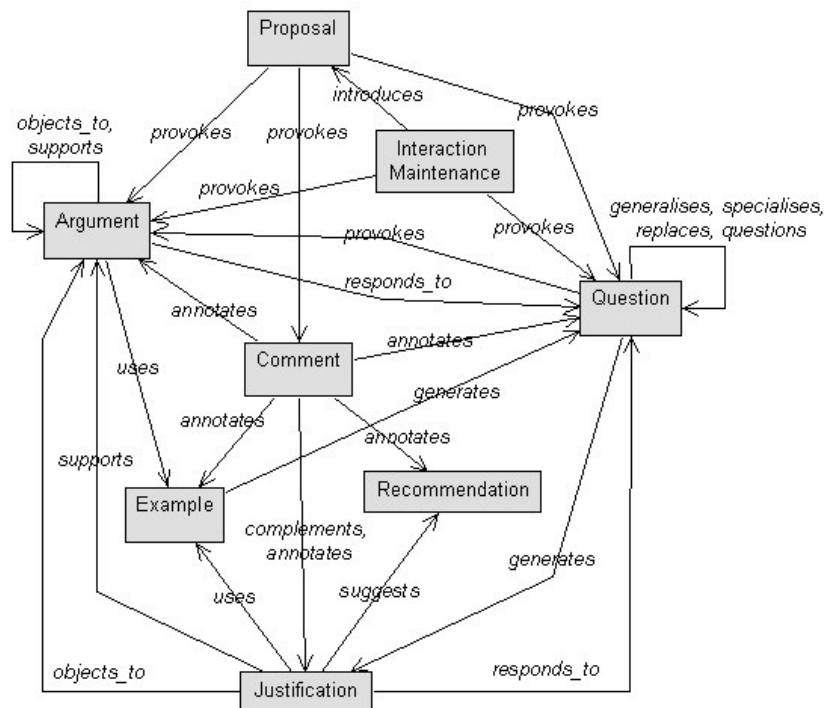 Proposal
introduces
provokes
provokes
provokes
objects_to,
supports
Interaction
Maintenance
provokes
Argument
generalises, specialises,
replaces, questions
provokes
provokes
responds_to
Question
annotates
Comment
annotates
uses
generates
annotates
annotates
supports
Example
Recommendation
complements,
annotates
generates
uses
suggests
objects_to
Justification
responds_to